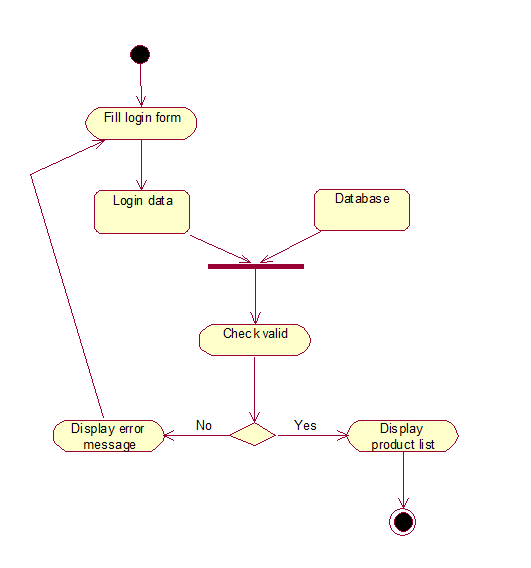 Fill login form
Login data
Database
Check valid
No
Yes
Display error
message
Display
product list